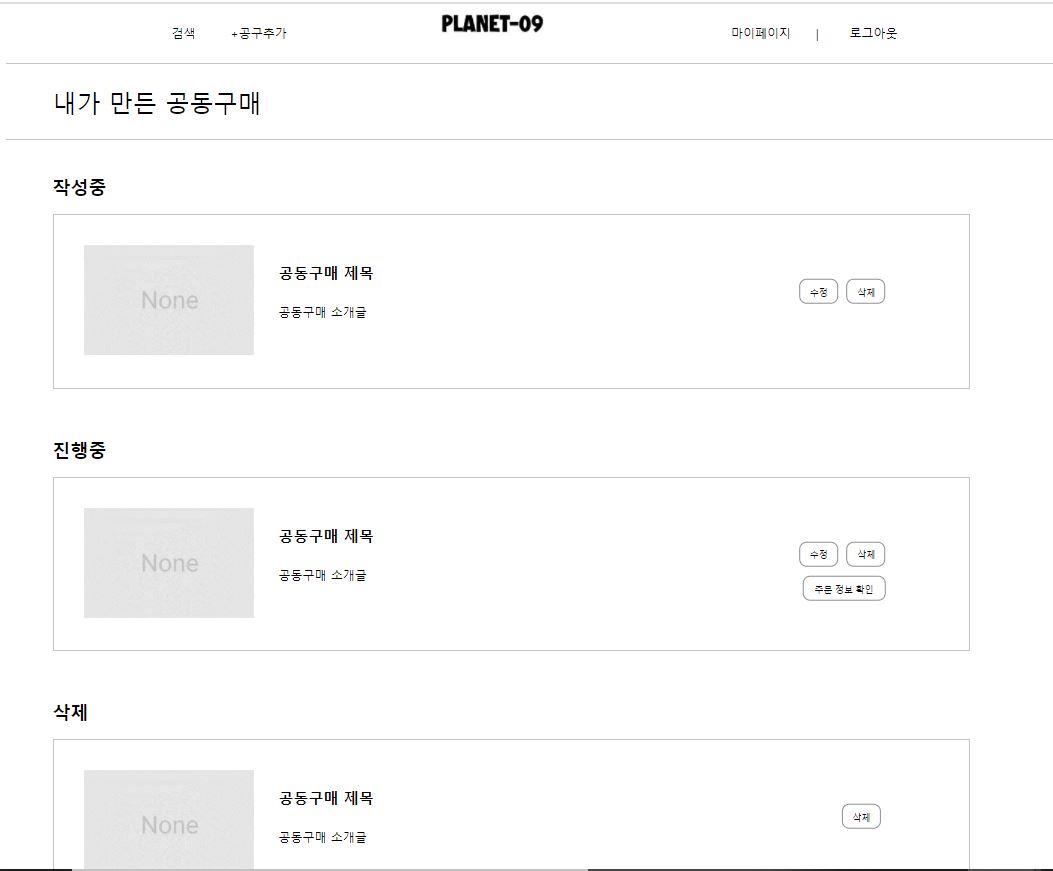 검색 +공구추가 PLANET-09 마이페이지 | 로그아웃
내가 만든 공동구매
작성중
None
공동구매 제목
공동구매 소개글
수정 삭제
진행중
None
공동구매 제목
공동구매 소개글
수정 삭제
주문 정보 확인
삭제
None
공동구매 제목
공동구매 소개글
삭제